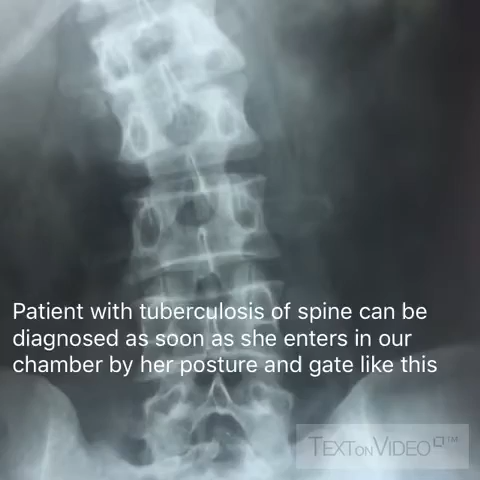 Patient with tuberculosis of spine can be
diagnosed as soon as she enters in our
chamber by her posture and gate like this
TEXTONVIDEO™